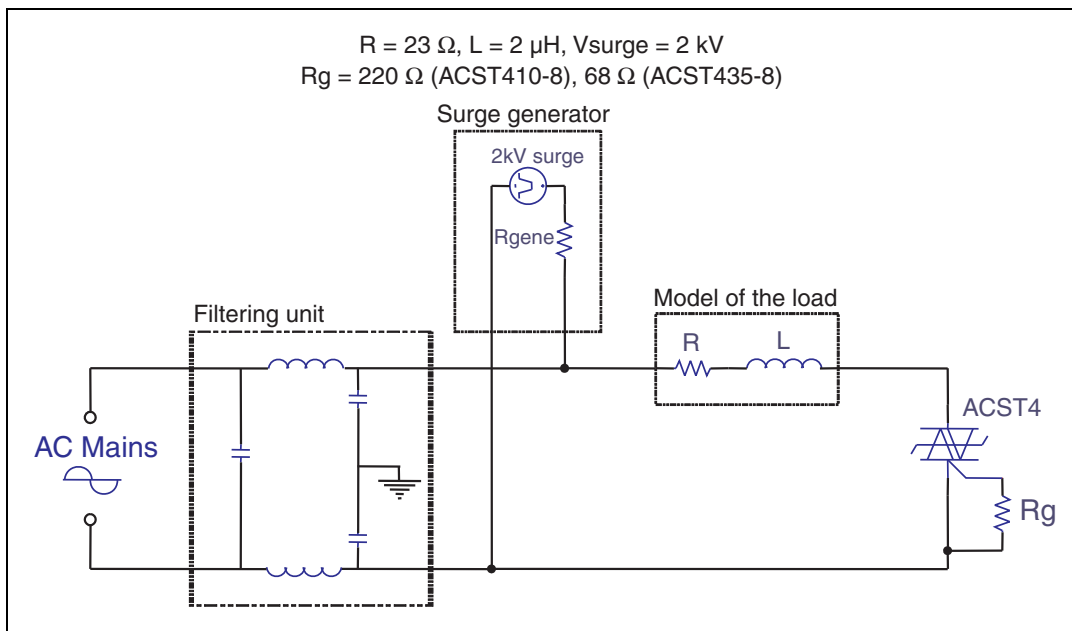 R = 23 Ω, L = 2 µH, Vsurge = 2 kV
Rg = 220 Ω (ACST410-8), 68 Ω (ACST435-8)
Surge generator
2kV surge
Rgene
Filtering unit
Model of the load
R
L
AC Mains
ACST4
Rg